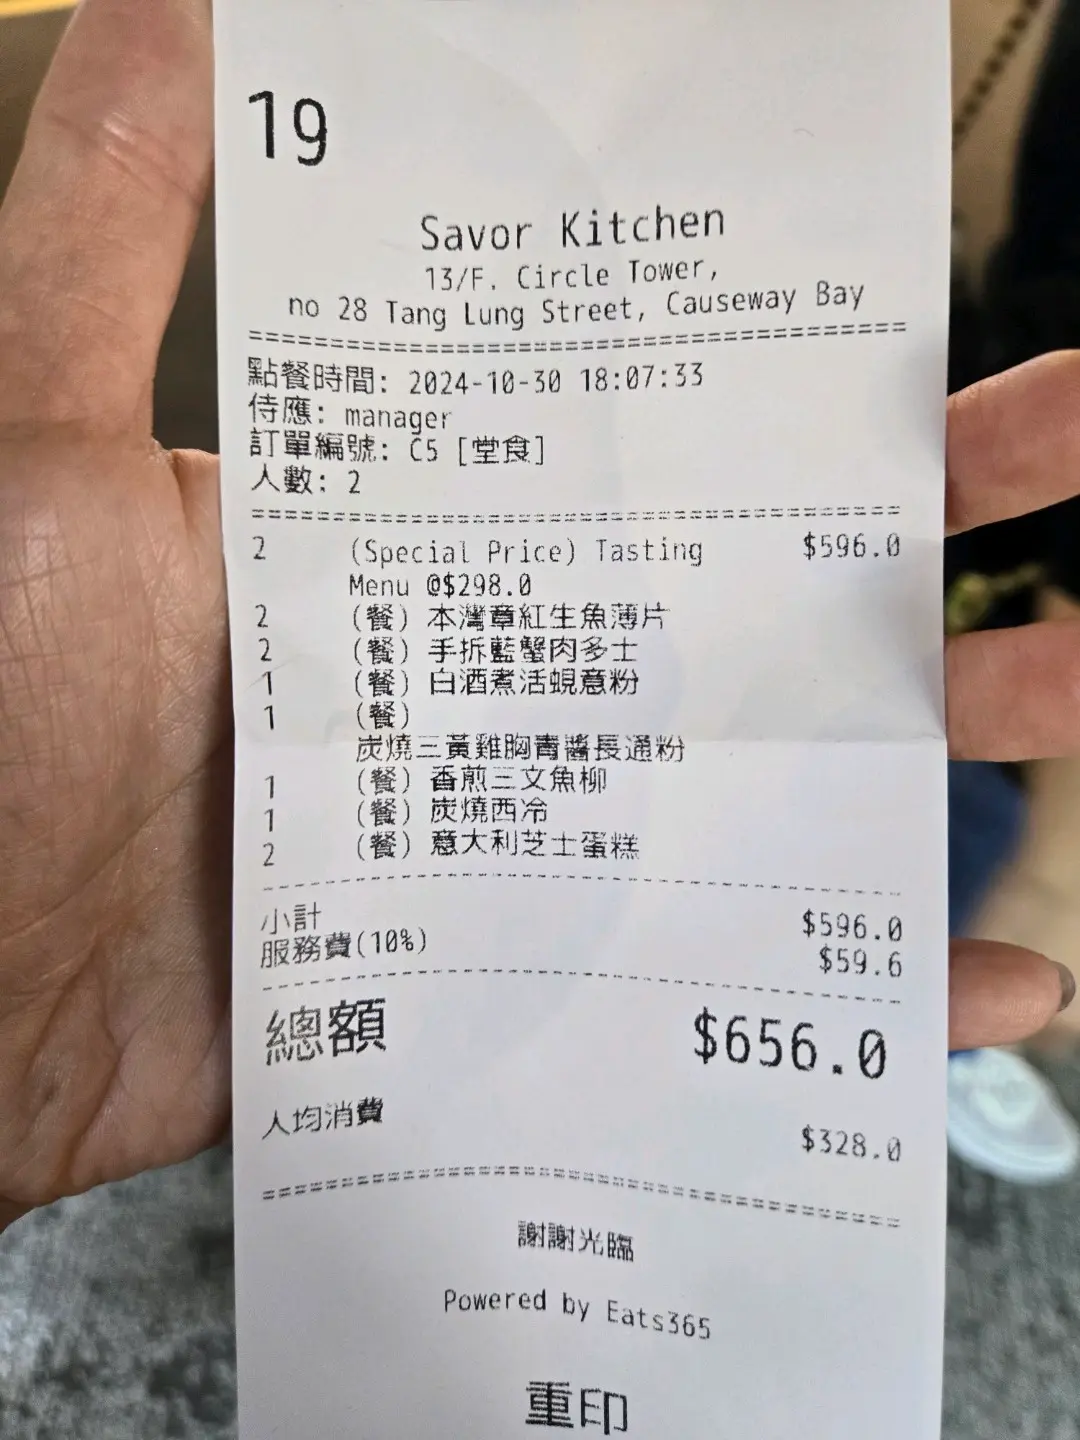 19
Savor Kitchen
13/F. Circle Tower,
no 28 Tang Lung Street, Causeway Bay
點餐時間: 2024-10-30 18:07:33
侍應: manager
訂單編號: C5 [堂食]
人數: 2
2 (Special Price) Tasting $596.0
Menu @$298.0
2 (餐) 本灣章紅生魚薄片
2 (餐) 手拆藍蟹肉多士
1 (餐) 白酒煮活蜆意粉
1 (餐)
炭燒三黃雞胸青醬長通粉
1 (餐) 香煎三文魚柳
1 (餐) 炭燒西冷
2 (餐) 意大利芝士蛋糕
小計 $596.0
服務費(10%) $59.6
總額 $656.0
人均消費 $328.0
謝謝光臨
Powered by Eats365
重印